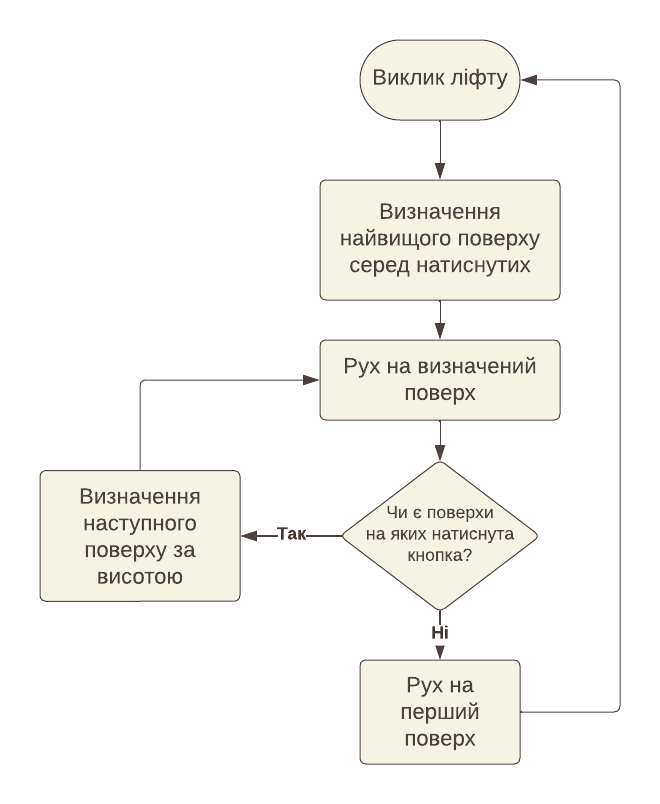 Виклик ліфту
Визначення
найвищого поверху
серед натиснутих
Рух на визначений
поверх
Чи є поверхи
на яких натиснута
кнопка?
Так
Визначення
наступного
поверху за
висотою
Ні
Рух на
перший
поверх